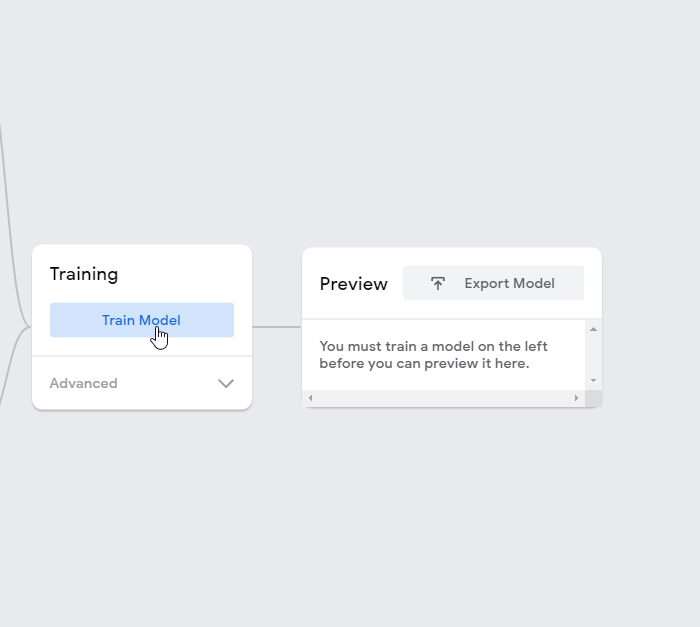 Training
Train Model
Advanced
Preview
Export Model
You must train a model on the left
before you can preview it here.